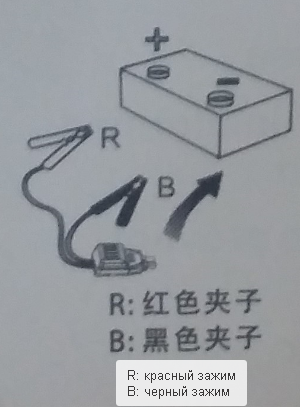 +
-
R
B
R: 红色夹子
B: 黑色夹子
R: красный зажим
B: черный зажим